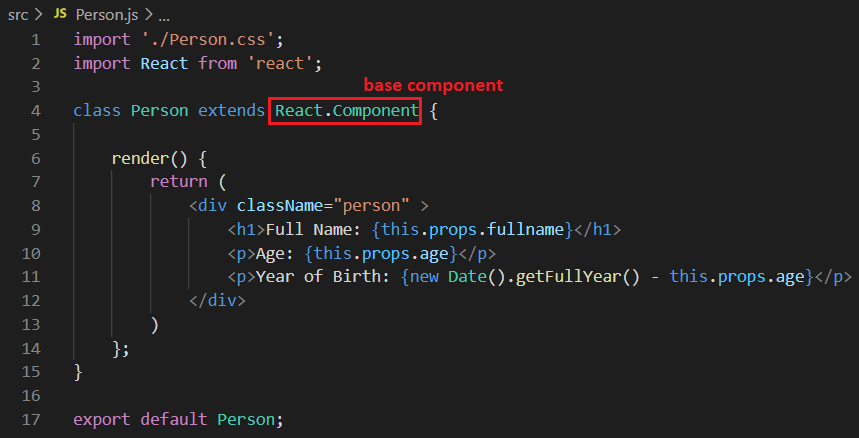 src > JS Person.js > ...
1 import './Person.css';
2 import React from 'react';
3
base component
4 class Person extends React.Component {
5
6     render() {
7         return (
8             <div className="person" >
9                 <h1>Full Name: {this.props.fullname}</h1>
10                 <p>Age: {this.props.age}</p>
11                 <p>Year of Birth: {new Date().getFullYear() - this.props.age}</p>
12             </div>
13         )
14     };
15 }
16
17 export default Person;